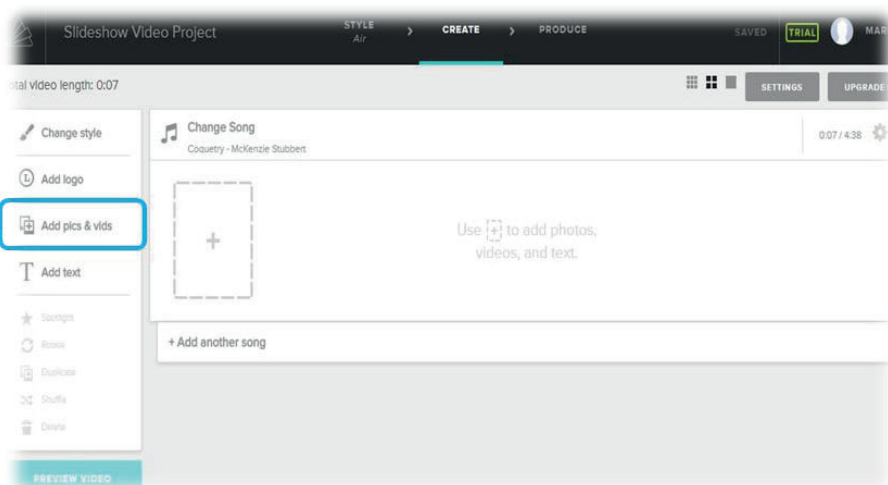 Slideshow Video Project
STYLE
Air
CREATE
PRODUCE
SAVED
TRIAL
MAR
tal video length: 0:07
SETTINGS
UPGRADE
Change style
Add logo
Add pics & vids
Add text
Spotlight
Rotate
Duplicate
Shuffle
Delete
PREVIEW VIDEO
Change Song
Coquetry - McKenzie Stubbert
0:07 / 4:38
Use [+] to add photos,
videos, and text.
+ Add another song